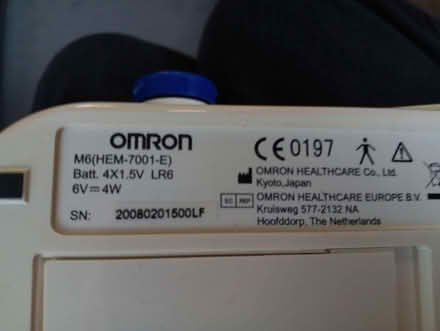 OMRON
M6(HEM-7001-E)
Batt. 4X1.5V LR6
6V⎓4W
SN: 20080201500LF
CE 0197
OMRON HEALTHCARE Co., Ltd.
Kyoto,Japan
EC REP
OMRON HEALTHCARE EUROPE B.V.
Kruisweg 577-2132 NA
Hoofddorp, The Netherlands